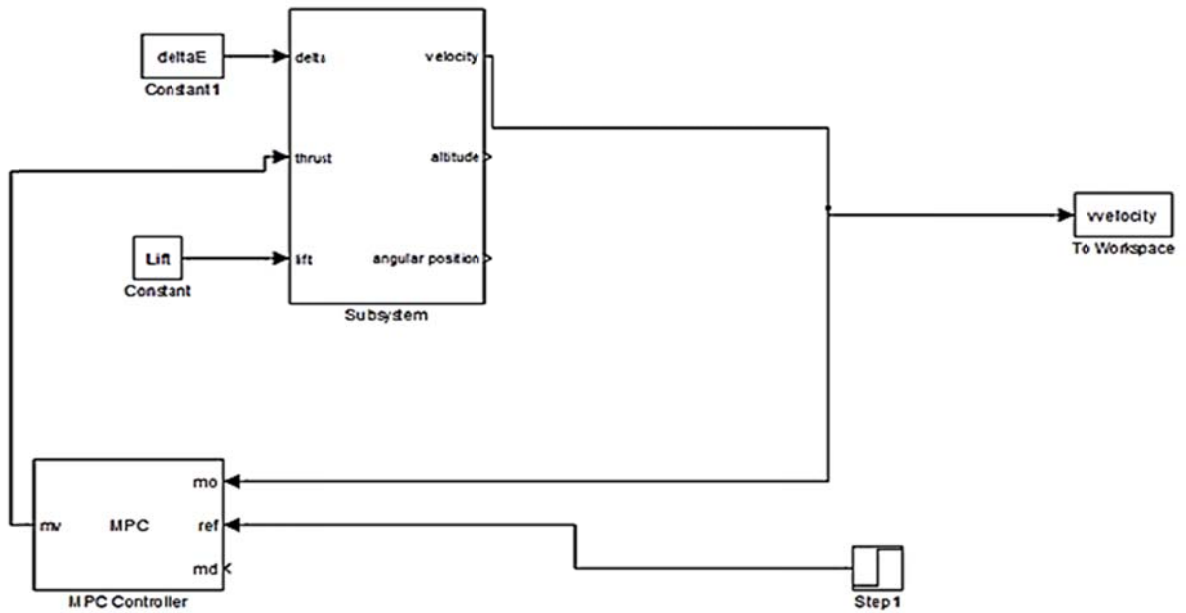 deltaE
Constant1
delta
velocity
thrust
altitude
Lift
Constant
lift
angular position
Subsystem
vvelocity
To Workspace
mo
mv
MPC
ref
md
MPC Controller
Step1